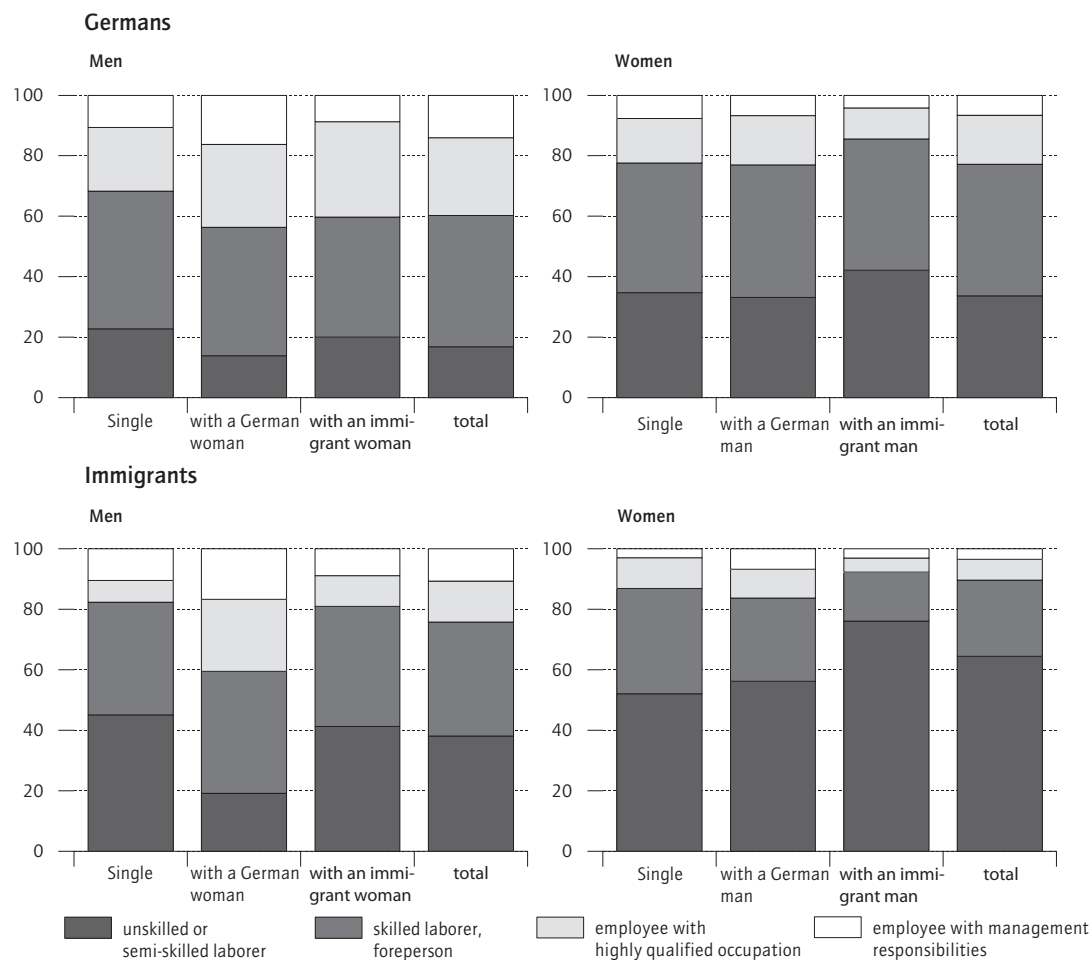 Germans
Men
Women
100
80
60
40
20
0
100
80
60
40
20
0
Single
with a German
woman
with an immi-
grant woman
total
Single
with a German
man
with an immi-
grant man
total
Immigrants
Men
Women
100
80
60
40
20
0
100
80
60
40
20
0
Single
with a German
woman
with an immi-
grant woman
total
Single
with a German
man
with an immi-
grant man
total
unskilled or
semi-skilled laborer
skilled laborer,
foreperson
employee with
highly qualified occupation
employee with management
responsibilities